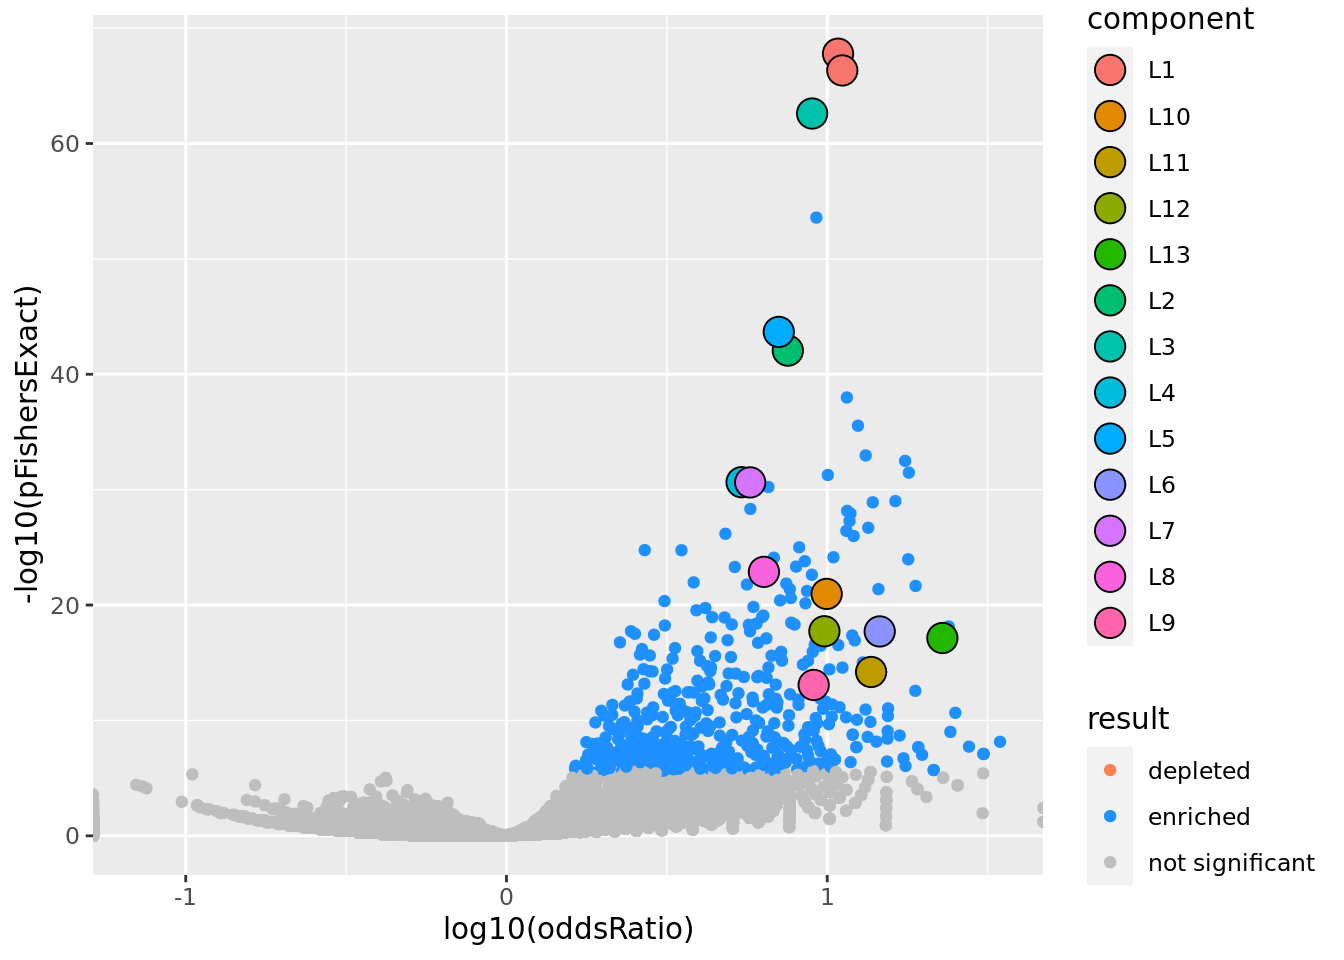 component
L1
L10
L11
L12
L13
L2
L3
L4
L5
L6
L7
L8
L9
result
depleted
enriched
not significant
60
40
20
0
-log10(pFishersExact)
-1
0
1
log10(oddsRatio)